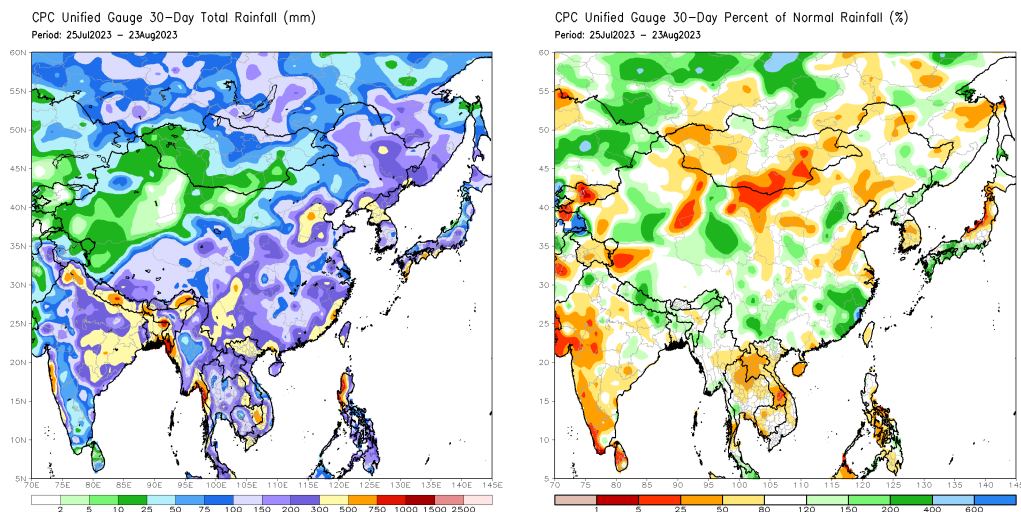 CPC Unified Gauge 30-Day Total Rainfall (mm)
Period: 25Jul2023 - 23Aug2023
60N
55N
50N
45N
40N
35N
30N
25N
20N
15N
10N
5N
70E 75E 80E 85E 90E 95E 100E 105E 110E 115E 120E 125E 130E 135E 140E 145E
2 5 10 25 50 75 100 150 200 300 500 750 1000 1500 2500
CPC Unified Gauge 30-Day Percent of Normal Rainfall (%)
Period: 25Jul2023 - 23Aug2023
60
55
50
45
40
35
30
25
20
15
10
5
70 75 80 85 90 95 100 105 110 115 120 125 130 135 140 145
1 5 25 50 80 120 150 200 400 600